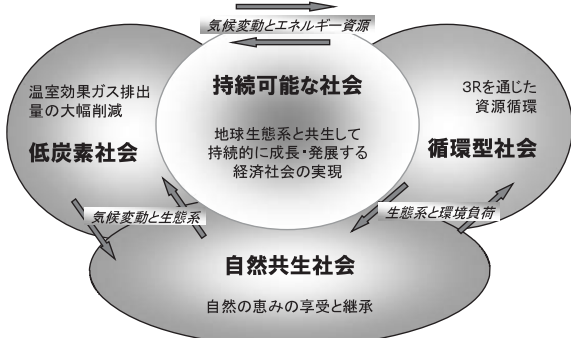 気候変動とエネルギー資源
持続可能な社会
地球生態系と共生して
持続的に成長・発展する
経済社会の実現
温室効果ガス排出
量の大幅削減
低炭素社会
3Rを通じた
資源循環
循環型社会
気候変動と生態系
生態系と環境負荷
自然共生社会
自然の恵みの享受と継承